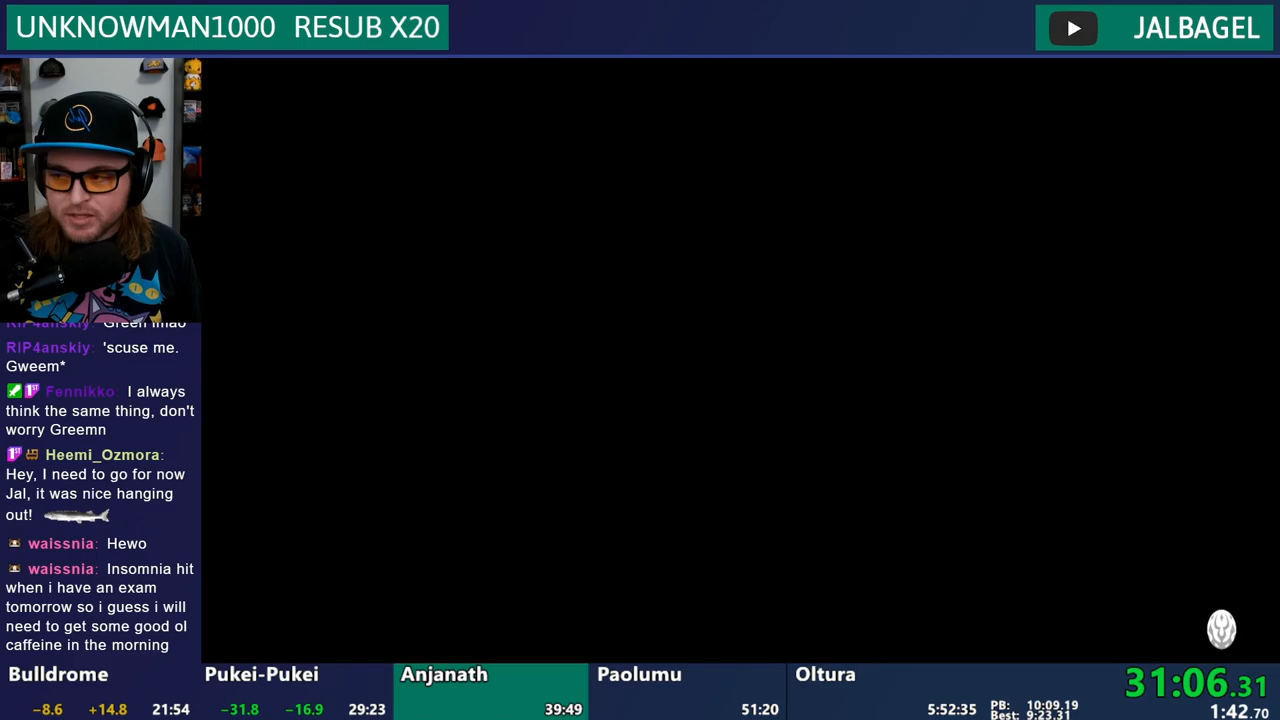 UNKNOWMAN1000 RESUB X20
JALBAGEL
RIP4anskiy: Green lmao
RIP4anskiy: 'scuse me.
Gweem*
Fennikko: I always
think the same thing, don't
worry Greemn
Heemi_Ozmora:
Hey, I need to go for now
Jal, it was nice hanging
out!
waissnia: Hewo
waissnia: Insomnia hit
when i have an exam
tomorrow so i guess i will
need to get some good ol
caffeine in the morning
Bulldrome
−8.6 +14.8 21:54
Pukei-Pukei
−31.8 −16.9 29:23
Anjanath
39:49
Paolumu
51:20
Oltura
5:52:35
31:06.31
PB: 10:09.19
Best: 9:23.31
1:42.70